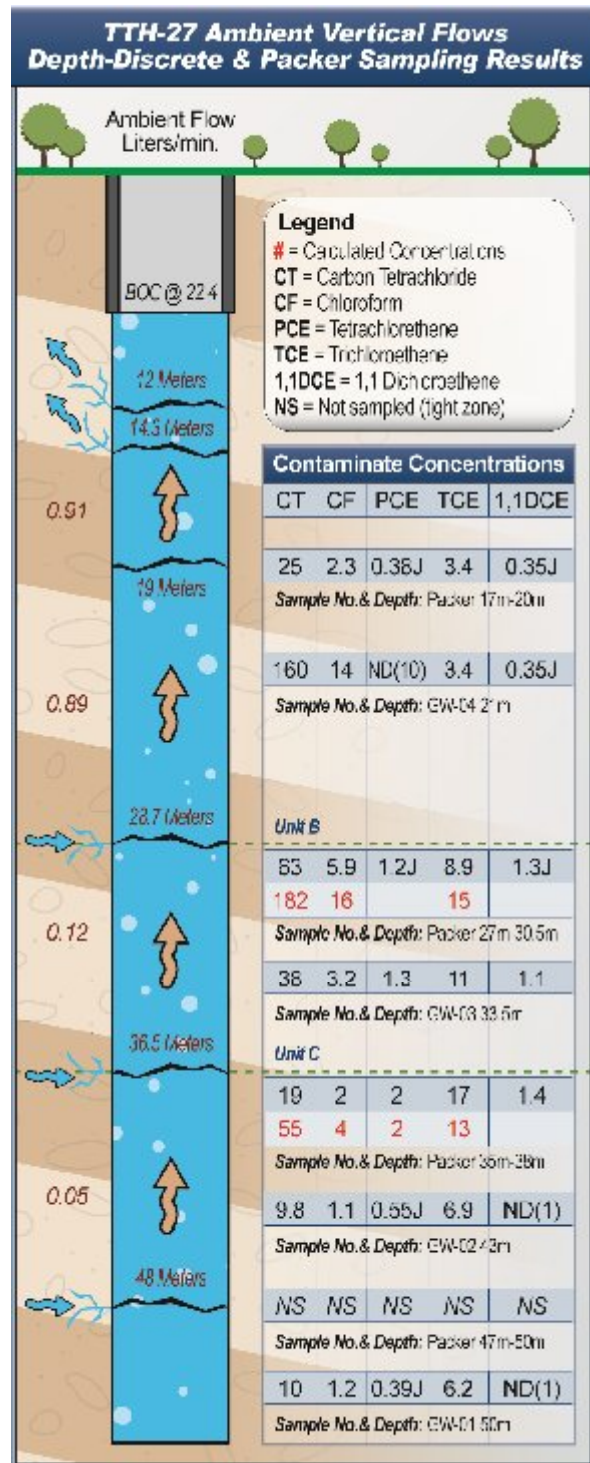 TTH-27 Ambient Vertical Flows
Depth-Discrete & Packer Sampling Results
Ambient Flow
Liters/min.
BOC @ 22.4
Legend
# = Calculated Concentrations
CT = Carbon Tetrachloride
CF = Chloroform
PCE = Tetrachlorethene
TCE = Trichloroethene
1,1DCE = 1,1 Dichloroethene
NS = Not sampled (tight zone)
12 Meters
14.3 Meters
0.91
19 Meters
0.89
28.7 Meters
0.12
36.5 Meters
0.05
48 Meters
Contaminate Concentrations
CT CF PCE TCE 1,1DCE
25 2.3 0.38J 3.4 0.35J
Sample No.& Depth: Packer 17m-20m
160 14 ND(10) 3.4 0.35J
Sample No.& Depth: GW-04 21m
Unit B
63 5.9 1.2J 8.9 1.3J
182 16 15
Sample No.& Depth: Packer 27m-30.5m
38 3.2 1.3 11 1.1
Sample No.& Depth: GW-03 33.5m
Unit C
19 2 2 17 1.4
55 4 2 13
Sample No.& Depth: Packer 35m-38m
9.8 1.1 0.55J 6.9 ND(1)
Sample No.& Depth: GW-02 43m
NS NS NS NS NS
Sample No.& Depth: Packer 47m-50m
10 1.2 0.39J 6.2 ND(1)
Sample No.& Depth: GW-01 50m